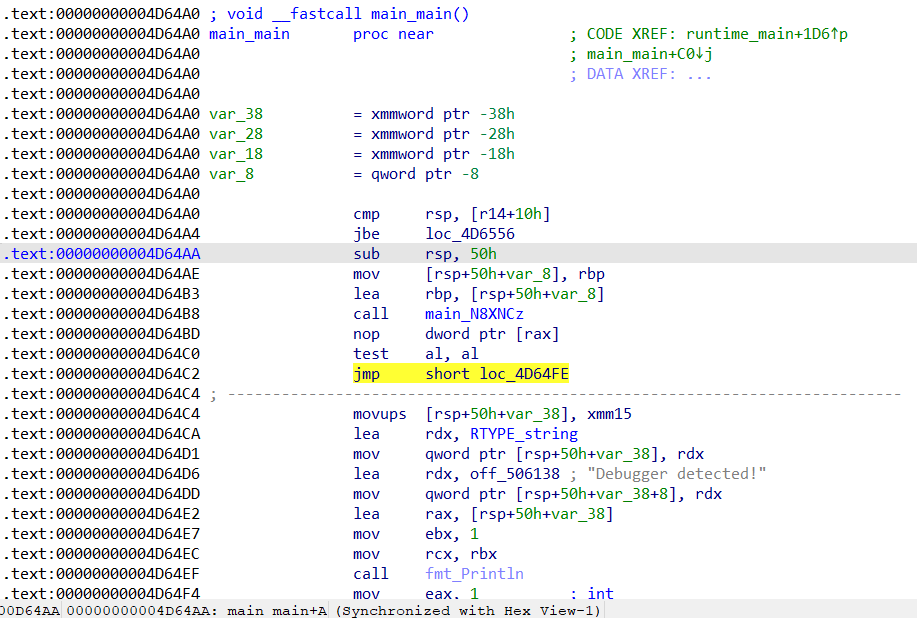 .text:00000000004D64A0 ; void __fastcall main_main()
.text:00000000004D64A0 main_main       proc near               ; CODE XREF: runtime_main+1D6↑p
.text:00000000004D64A0                                         ; main_main+C0↓j
.text:00000000004D64A0                                         ; DATA XREF: ...
.text:00000000004D64A0
.text:00000000004D64A0 var_38          = xmmword ptr -38h
.text:00000000004D64A0 var_28          = xmmword ptr -28h
.text:00000000004D64A0 var_18          = xmmword ptr -18h
.text:00000000004D64A0 var_8           = qword ptr -8
.text:00000000004D64A0
.text:00000000004D64A0                 cmp     rsp, [r14+10h]
.text:00000000004D64A4                 jbe     loc_4D6556
.text:00000000004D64AA                 sub     rsp, 50h
.text:00000000004D64AE                 mov     [rsp+50h+var_8], rbp
.text:00000000004D64B3                 lea     rbp, [rsp+50h+var_8]
.text:00000000004D64B8                 call    main_N8XNCz
.text:00000000004D64BD                 nop     dword ptr [rax]
.text:00000000004D64C0                 test    al, al
.text:00000000004D64C2                 jmp     short loc_4D64FE
.text:00000000004D64C4 ; ---------------------------------------------------------------------------
.text:00000000004D64C4                 movups  [rsp+50h+var_38], xmm15
.text:00000000004D64CA                 lea     rdx, RTYPE_string
.text:00000000004D64D1                 mov     qword ptr [rsp+50h+var_38], rdx
.text:00000000004D64D6                 lea     rdx, off_506138 ; "Debugger detected!"
.text:00000000004D64DD                 mov     qword ptr [rsp+50h+var_38+8], rdx
.text:00000000004D64E2                 lea     rax, [rsp+50h+var_38]
.text:00000000004D64E7                 mov     ebx, 1
.text:00000000004D64EC                 mov     rcx, rbx
.text:00000000004D64EF                 call    fmt_Println
.text:00000000004D64F4                 mov     eax, 1          ; int
00D64AA 00000000004D64AA: main_main+A (Synchronized with Hex View-1)